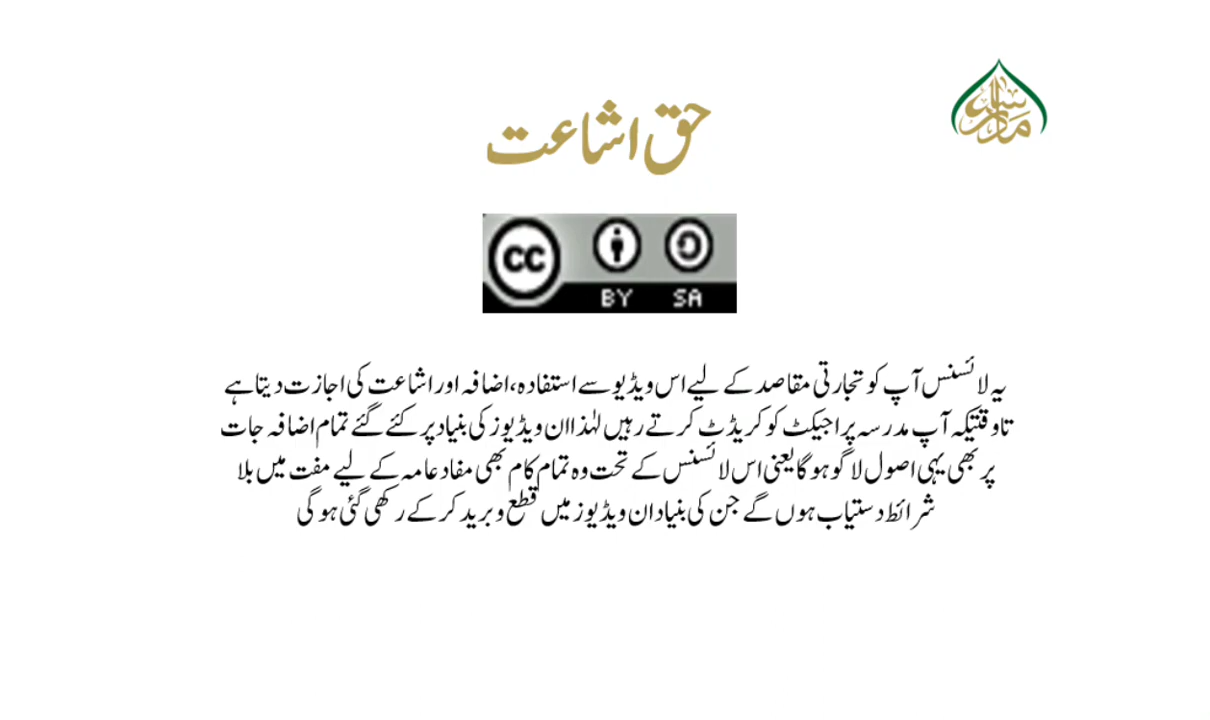 مدرسہ
حق اشاعت
CC
BY SA
یہ لائسنس آپ کو تجارتی مقاصد کے لیے اس ویڈیو سے استفادہ، اضافہ اور اشاعت کی اجازت دیتا ہے
تاوقتیکہ آپ مدرسہ پراجیکٹ کو کریڈٹ کرتے رہیں لہٰذا ان ویڈیوز کی بنیاد پر کئے گئے تمام اضافہ جات
پر بھی یہی اصول لاگو ہوگا یعنی اس لائسنس کے تحت وہ تمام کام بھی مفاد عامہ کے لیے مفت میں بلا
شرائط دستیاب ہوں گے جن کی بنیاد ان ویڈیوز میں قطع و برید کر کے رکھی گئی ہوگی